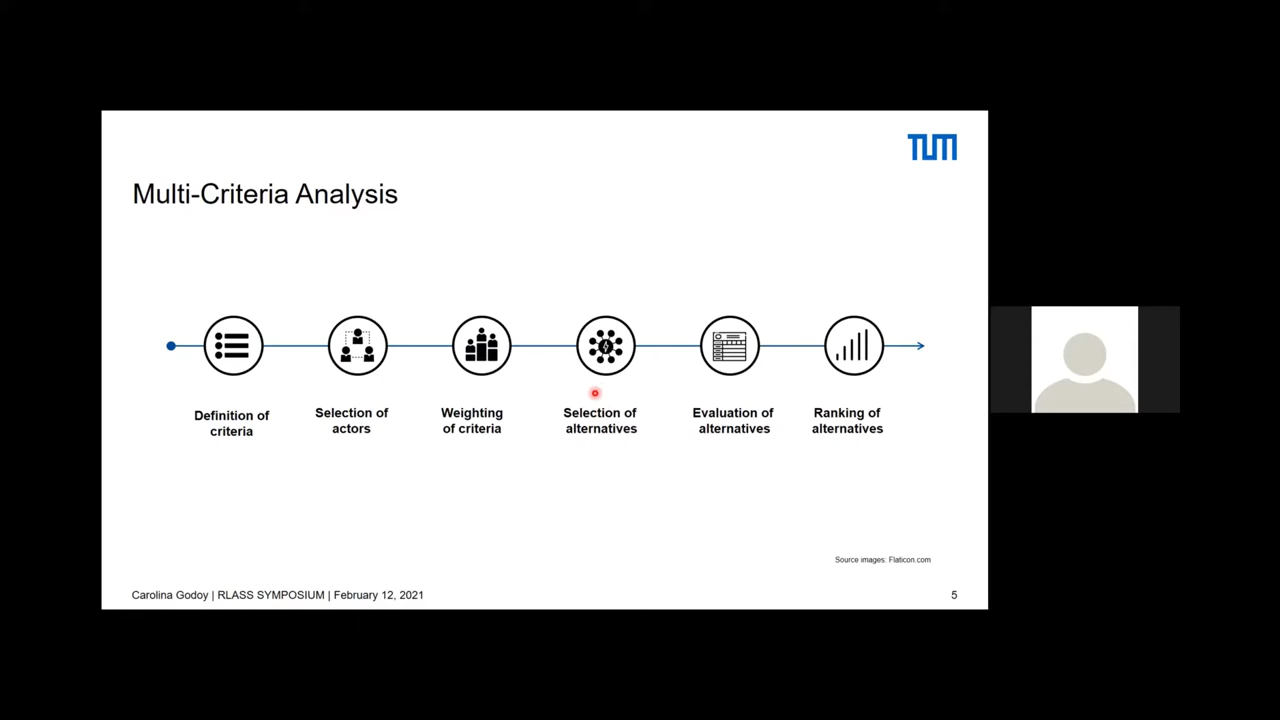 TUM
Multi-Criteria Analysis
Definition of
criteria
Selection of
actors
Weighting
of criteria
Selection of
alternatives
Evaluation of
alternatives
Ranking of
alternatives
Source images: Flaticon.com
Carolina Godoy | RLASS SYMPOSIUM | February 12, 2021
5